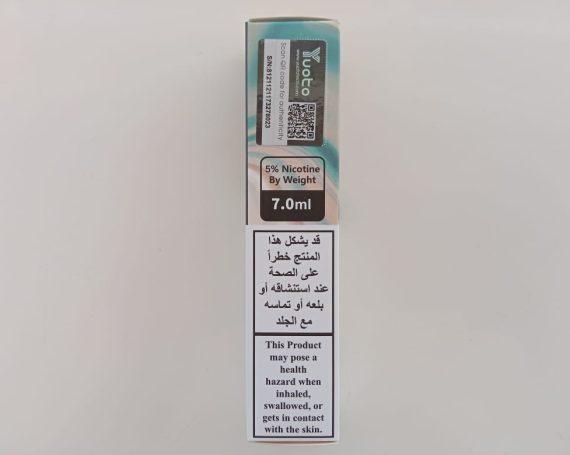 Yuoto
Scan QR code for authenticity
5% Nicotine
By Weight
7.0ml
قد يشكل هذا
المنتج خطراً
على الصحة
عند استنشاقه أو
بلعه أو تماسه
مع الجلد
This Product
may pose a
health
hazard when
inhaled,
swallowed, or
gets in contact
with the skin.